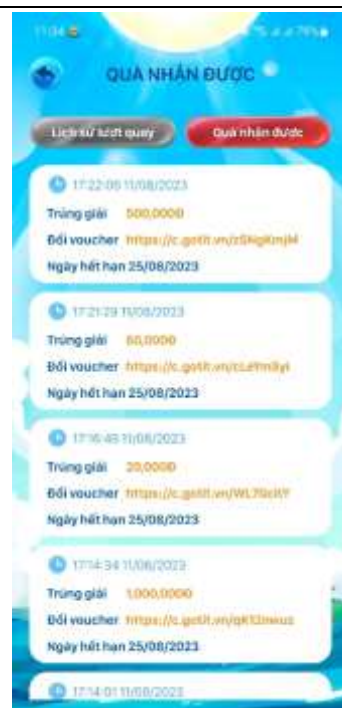 QUÀ NHẬN ĐƯỢC
Lịch sử lượt quay
Quà nhận được
17:22:06 11/08/2023
Trúng giải 500,000Đ
Đổi voucher
Ngày hết hạn 25/08/2023
17:21:29 11/08/2023
Trúng giải 50,000Đ
Đổi voucher
Ngày hết hạn 25/08/2023
17:16:45 11/08/2023
Trúng giải 20,000Đ
Đổi voucher
Ngày hết hạn 25/08/2023
17:14:34 11/08/2023
Trúng giải 1,000,000Đ
Đổi voucher
Ngày hết hạn 25/08/2023
17:14:01 11/08/2023